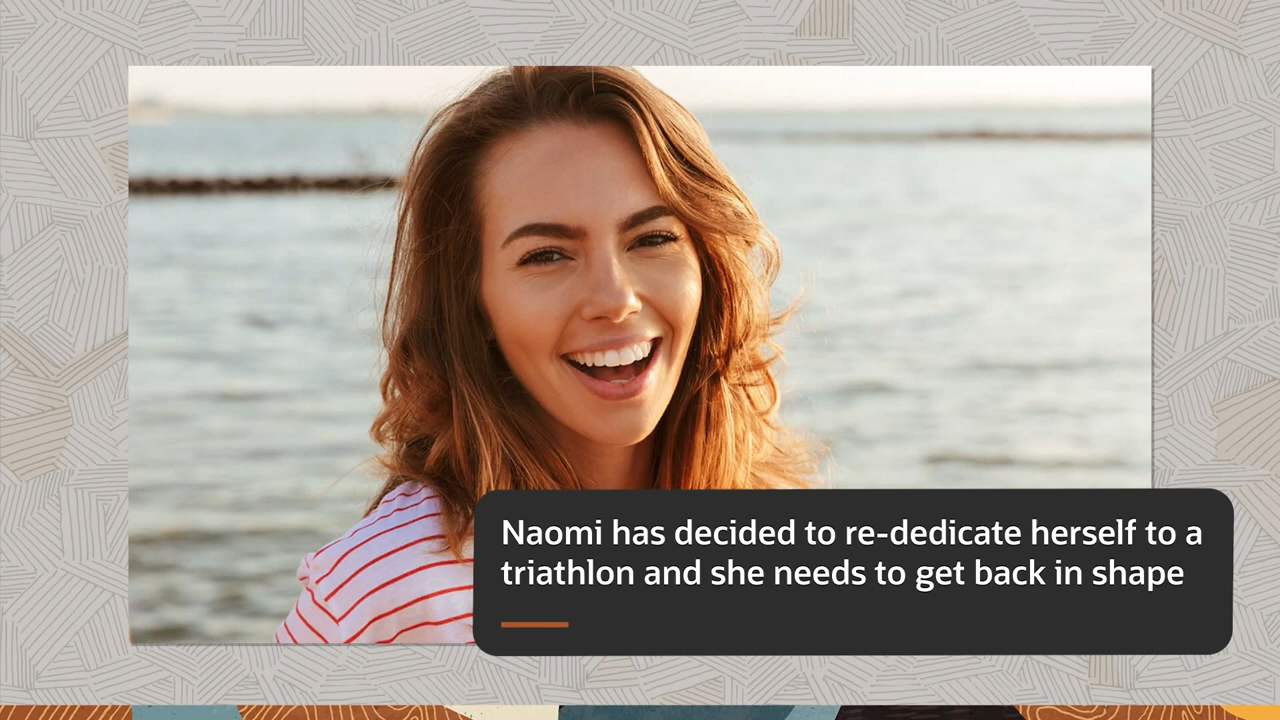 Naomi has decided to re-dedicate herself to a
triathlon and she needs to get back in shape